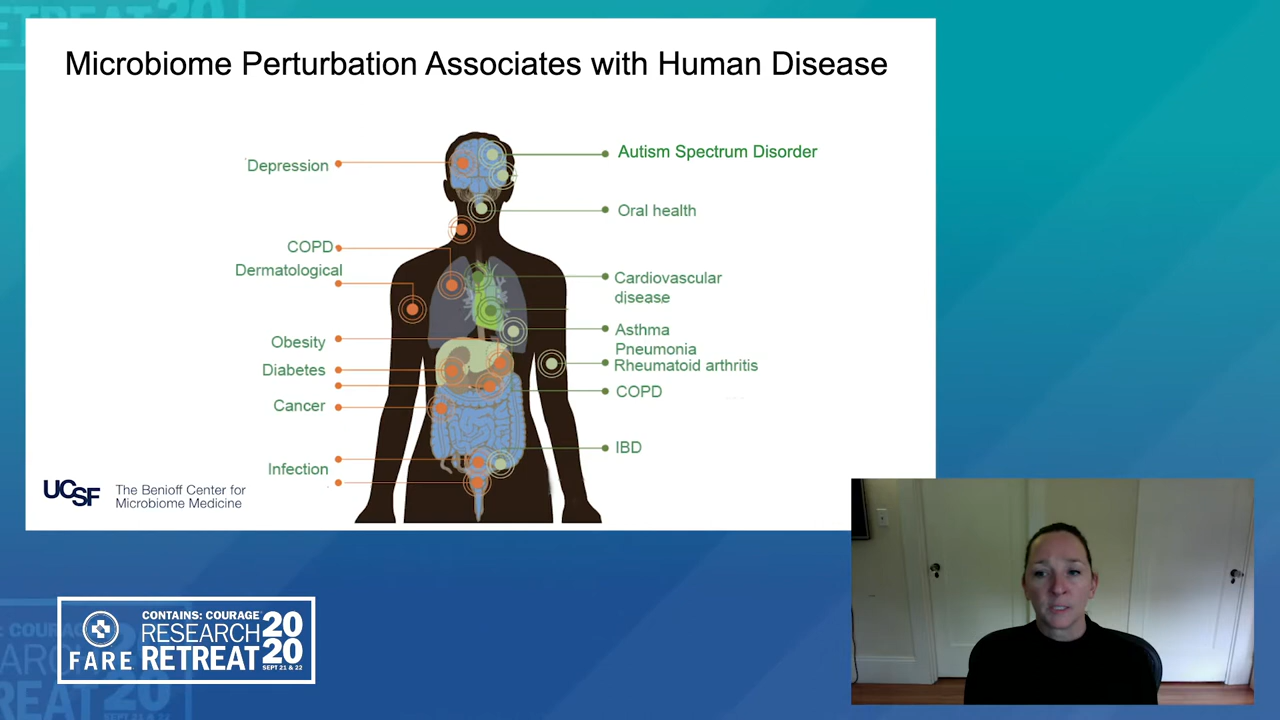 Microbiome Perturbation Associates with Human Disease
Depression
COPD
Dermatological
Obesity
Diabetes
Cancer
Infection
Autism Spectrum Disorder
Oral health
Cardiovascular
disease
Asthma
Pneumonia
Rheumatoid arthritis
COPD
IBD
UCSF
The Benioff Center for
Microbiome Medicine
CONTAINS: COURAGE
RESEARCH
RETREAT
2020
SEPT 21 & 22
FARE